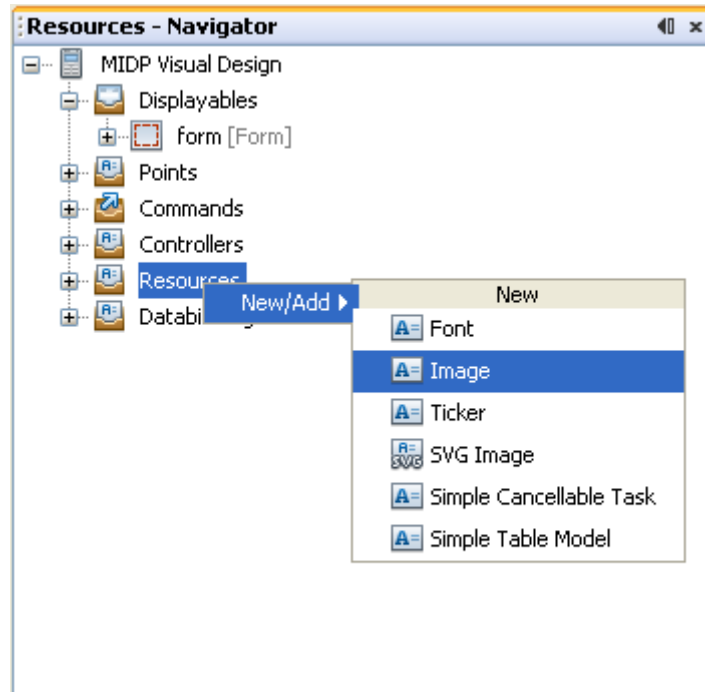 Resources - Navigator
MIDP Visual Design
Displayables
form [Form]
Points
Commands
Controllers
Resources
New/Add
New
Databi
Font
Image
Ticker
SVG Image
Simple Cancellable Task
Simple Table Model